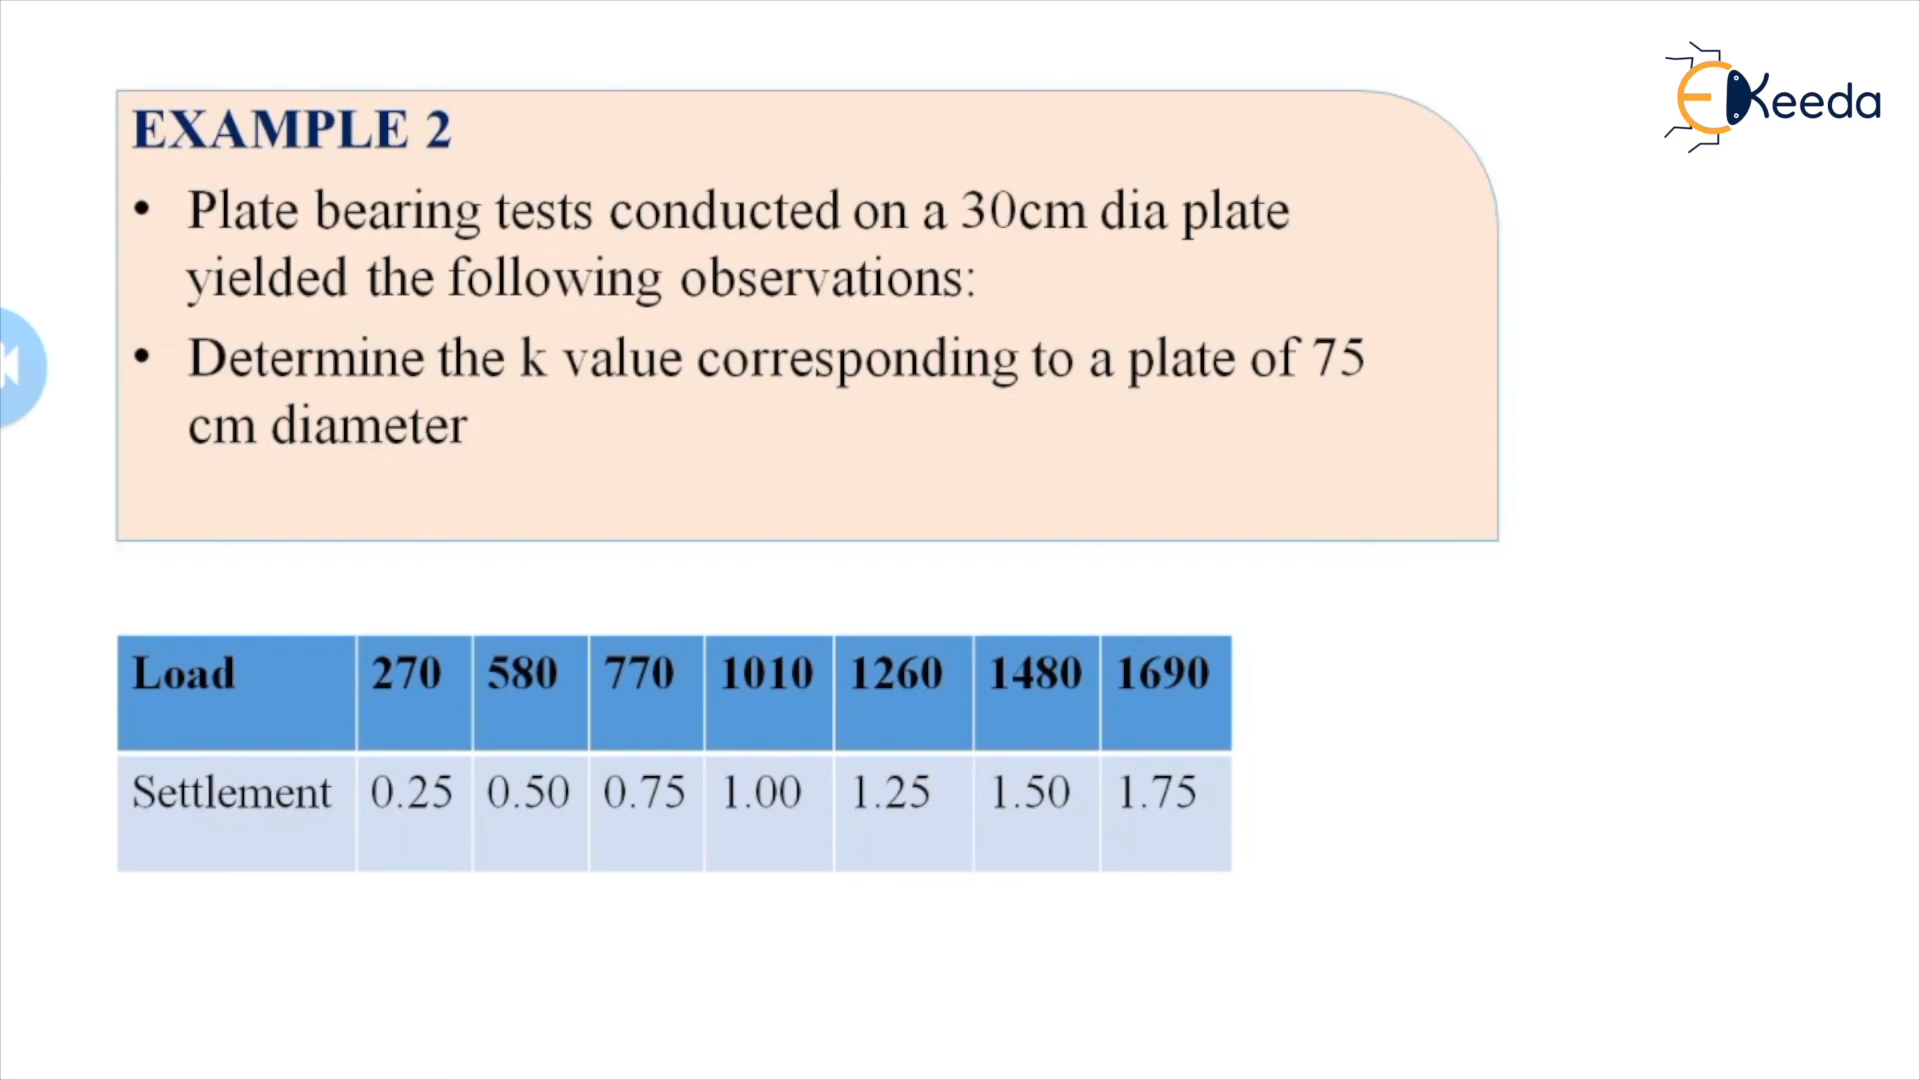 EKeeda
EXAMPLE 2
• Plate bearing tests conducted on a 30cm dia plate
yielded the following observations:
• Determine the k value corresponding to a plate of 75
cm diameter
Load 270 580 770 1010 1260 1480 1690
Settlement 0.25 0.50 0.75 1.00 1.25 1.50 1.75